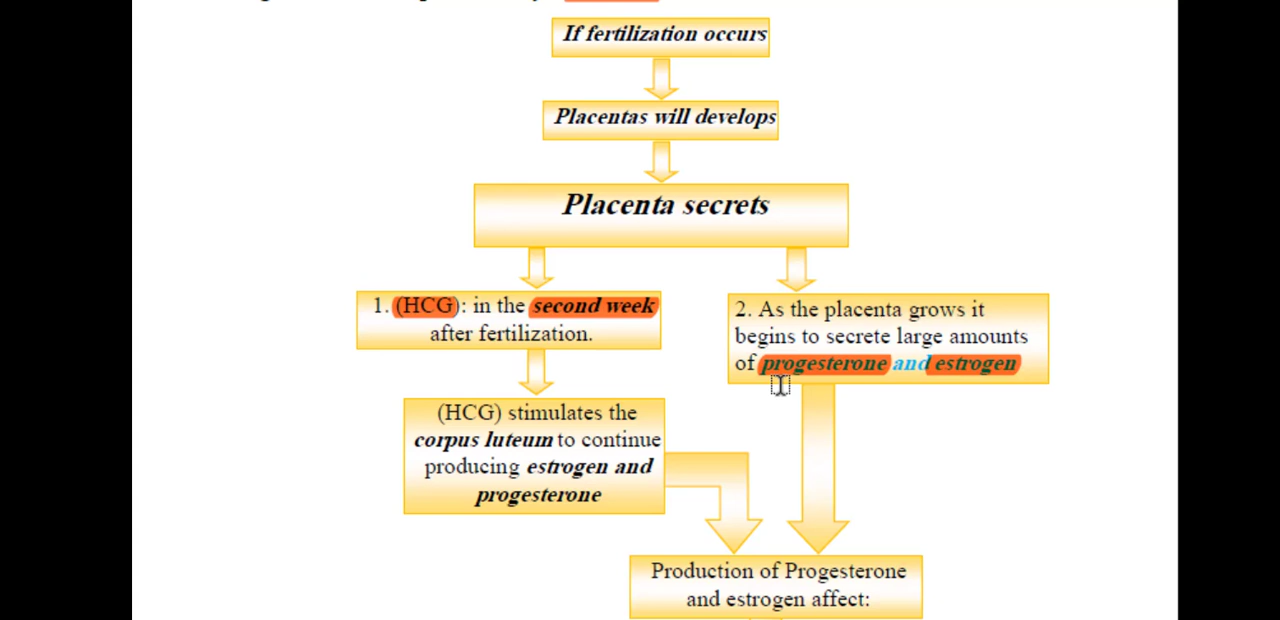 If fertilization occurs
Placentas will develops
Placenta secrets
1. (HCG): in the second week
after fertilization.
2. As the placenta grows it
begins to secrete large amounts
of progesterone and estrogen
(HCG) stimulates the
corpus luteum to continue
producing estrogen and
progesterone
Production of Progesterone
and estrogen affect: